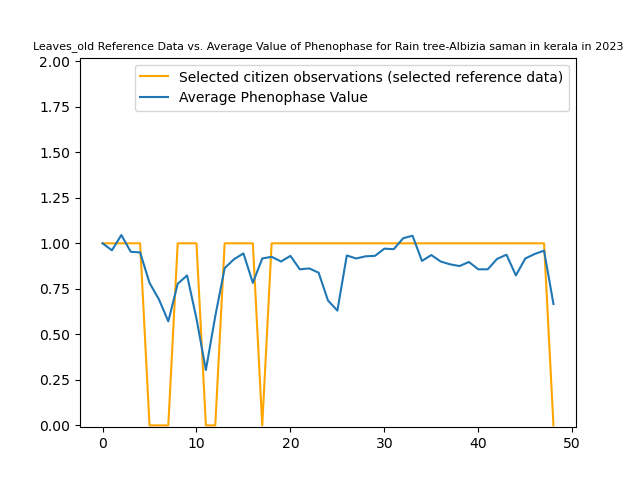 Leaves_old Reference Data vs. Average Value of Phenophase for Rain tree-Albizia saman in kerala in 2023
Selected citizen observations (selected reference data)
Average Phenophase Value
2.00
1.75
1.50
1.25
1.00
0.75
0.50
0.25
0.00
0 10 20 30 40 50